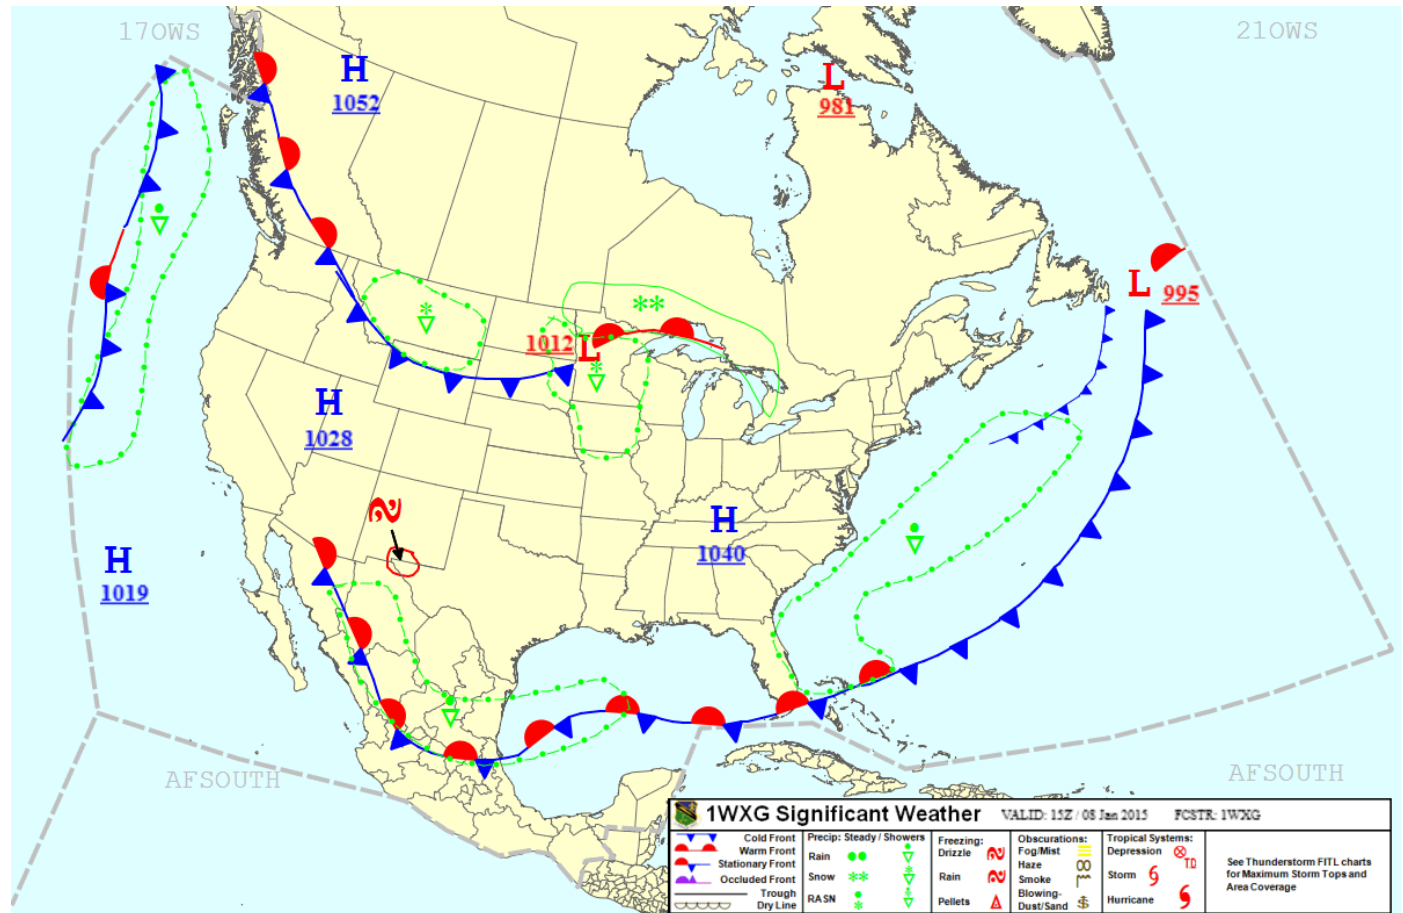 17OWS
21OWS
H
1052
L
981
L
995
1012
L
H
1028
H
1040
H
1019
AFSOUTH
AFSOUTH
1WXG Significant Weather VALID: 15Z / 08 Jan 2015 FCSTR: 1WXG
Cold Front
Warm Front
Stationary Front
Occluded Front
Trough
Dry Line
Precip: Steady / Showers
Rain
Snow
RASN
Freezing:
Drizzle
Rain
Pellets
Obscurations:
Fog/Mist
Haze
Smoke
Blowing-
Dust/Sand
Tropical Systems:
Depression
TD
Storm
Hurricane
See Thunderstorm FITL charts
for Maximum Storm Tops and
Area Coverage